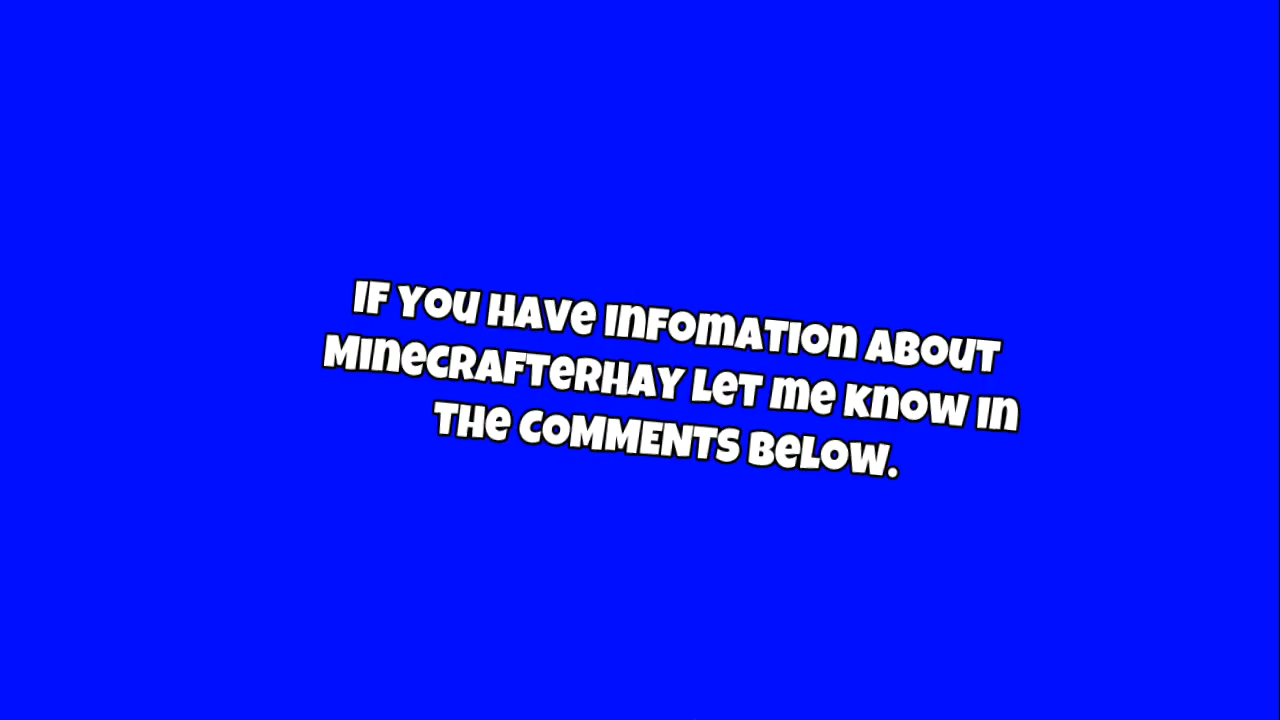 IF YOU HAVE INFOMATION ABOUT
MINECRAFTERHAY LET ME KNOW IN
THE COMMENTS BELOW.